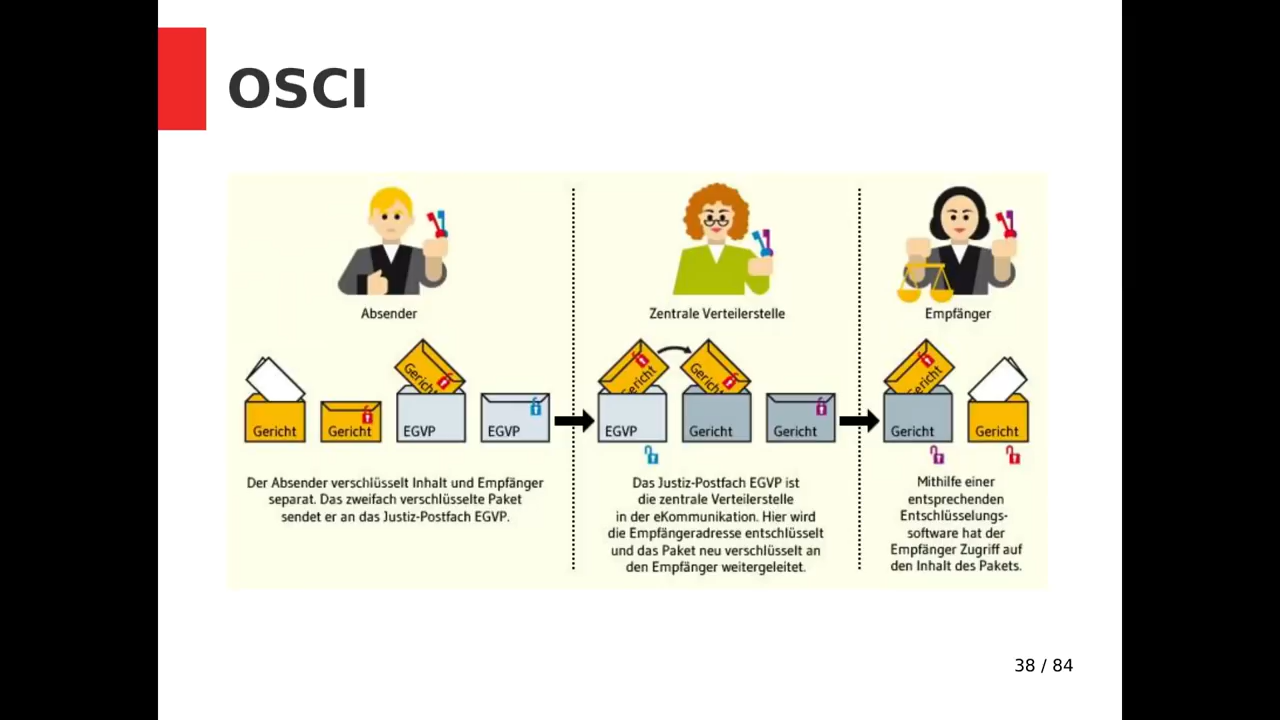 OSCI
Absender
Zentrale Verteilerstelle
Empfänger
Gericht
Gericht
Gericht
EGVP
EGVP
Gericht
EGVP
Gericht
Gericht
Gericht
Gericht
Gericht
Gericht
Der Absender verschlüsselt Inhalt und Empfänger
separat. Das zweifach verschlüsselte Paket
sendet er an das Justiz-Postfach EGVP.
Das Justiz-Postfach EGVP ist
die zentrale Verteilerstelle
in der eKommunikation. Hier wird
die Empfängeradresse entschlüsselt
und das Paket neu verschlüsselt an
den Empfänger weitergeleitet.
Mithilfe einer
entsprechenden
Entschlüsselungs-
software hat der
Empfänger Zugriff auf
den Inhalt des Pakets.
38 / 84